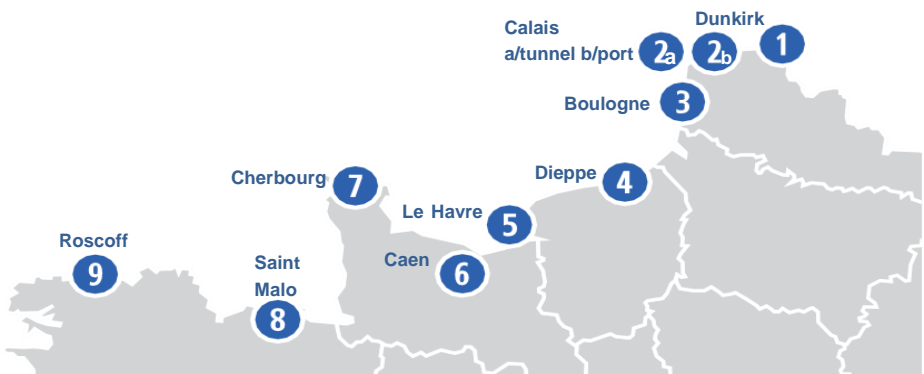 Dunkirk
1
Calais
a/tunnel b/port
2a
2b
Boulogne
3
Dieppe
4
Le Havre
5
Caen
6
Cherbourg
7
Saint
Malo
8
Roscoff
9